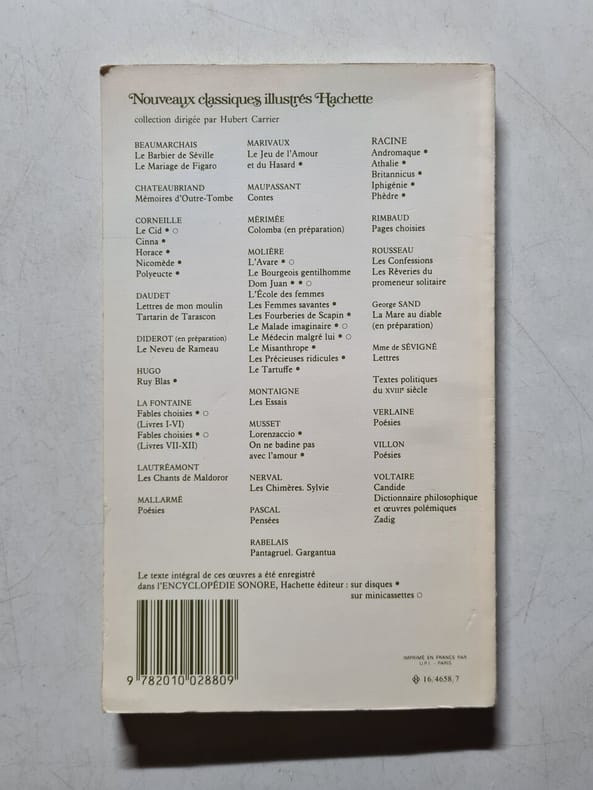 Nouveaux classiques illustrés Hachette
collection dirigée par Hubert Carrier
BEAUMARCHAIS
Le Barbier de Séville
Le Mariage de Figaro
CHATEAUBRIAND
Mémoires d'Outre-Tombe
CORNEILLE
Le Cid • ○
Cinna •
Horace •
Nicomède •
Polyeucte •
DAUDET
Lettres de mon moulin
Tartarin de Tarascon
DIDEROT (en préparation)
Le Neveu de Rameau
HUGO
Ruy Blas •
LA FONTAINE
Fables choisies • ○
(Livres I-VI)
Fables choisies • ○
(Livres VII-XII)
LAUTRÉAMONT
Les Chants de Maldoror
MALLARMÉ
Poésies
MARIVAUX
Le Jeu de l'Amour
et du Hasard •
MAUPASSANT
Contes
MÉRIMÉE
Colomba (en préparation)
MOLIÈRE
L'Avare • ○
Le Bourgeois gentilhomme
Dom Juan • • ○
L'École des femmes
Les Femmes savantes •
Les Fourberies de Scapin •
Le Malade imaginaire • ○
Le Médecin malgré lui • ○
Le Misanthrope •
Les Précieuses ridicules •
Le Tartuffe •
MONTAIGNE
Les Essais
MUSSET
Lorenzaccio •
On ne badine pas
avec l'amour •
NERVAL
Les Chimères. Sylvie
PASCAL
Pensées
RABELAIS
Pantagruel. Gargantua
RACINE
Andromaque •
Athalie •
Britannicus •
Iphigénie •
Phèdre •
RIMBAUD
Pages choisies
ROUSSEAU
Les Confessions
Les Rêveries du
promeneur solitaire
George SAND
La Mare au diable
(en préparation)
Mme de SÉVIGNÉ
Lettres
Textes politiques
du XVIIIe siècle
VERLAINE
Poésies
VILLON
Poésies
VOLTAIRE
Candide
Dictionnaire philosophique
et œuvres polémiques
Zadig
Le texte intégral de ces œuvres a été enregistré
dans l'ENCYCLOPÉDIE SONORE, Hachette éditeur : sur disques •
sur minicassettes ○
9 782010 028809
IMPRIMÉ EN FRANCE PAR
U.P.I. - PARIS
16.4658.7